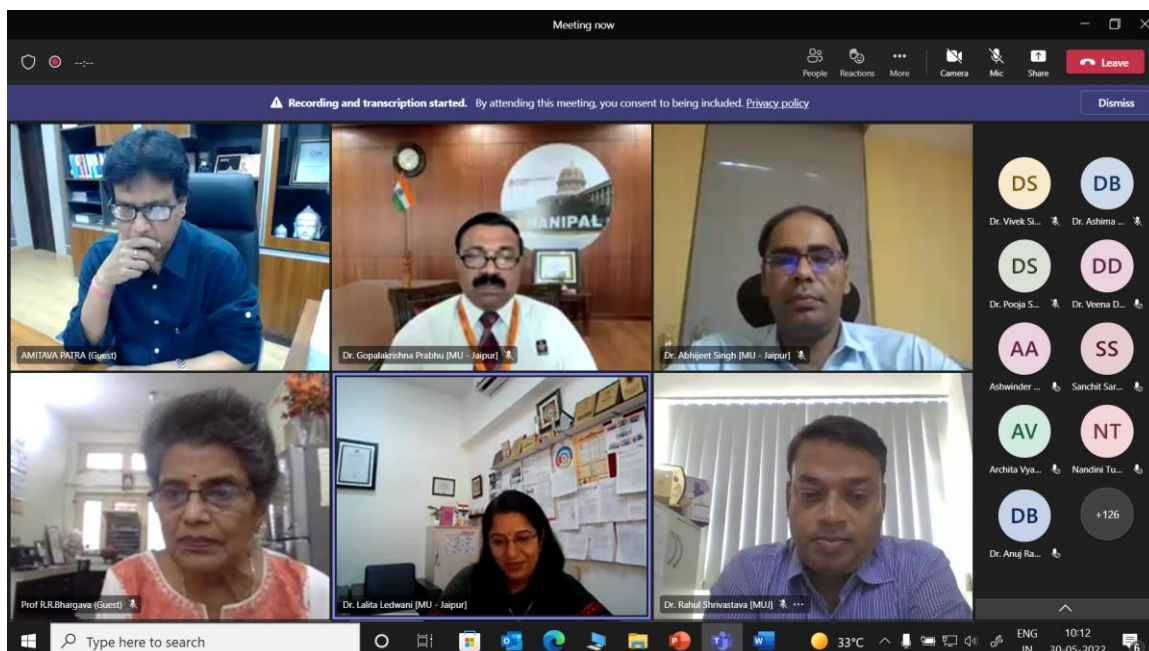 Meeting now
--:--
People
Reactions
More
Camera
Mic
Share
Leave
Recording and transcription started. By attending this meeting, you consent to being included. Privacy policy
Dismiss
MANIPAL
AMITAVA PATRA (Guest)
Dr. Gopalakrishna Prabhu [MU - Jaipur]
Dr. Abhijeet Singh [MU - Jaipur]
Prof R.R.Bhargava (Guest)
Dr. Lalita Ledwani [MU - Jaipur]
Dr. Rahul Shrivastava [MUJ]
DS
DB
Dr. Vivek Si...
Dr. Ashima ...
DS
DD
Dr. Pooja S...
Dr. Veena D...
AA
SS
Ashwinder ...
Sanchit Sar...
AV
NT
Archita Vya...
Nandini Tu...
DB
+126
Dr. Anuj Ra...
Type here to search
33°C
ENG
IN
10:12
30-05-2022
6